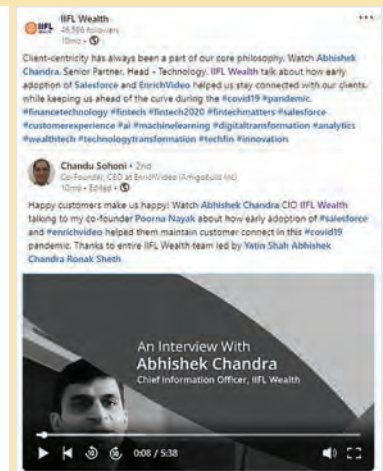 IIFL Wealth
48,586 followers
10mo •
Client-centricity has always been a part of our core philosophy. Watch Abhishek
Chandra, Senior Partner, Head - Technology, IIFL Wealth talk about how early
adoption of Salesforce and EnrichVideo helped us stay connected with our clients,
while keeping us ahead of the curve during the #covid19 #pandemic.
#financetechnology #fintech #fintech2020 #fintechmatters #salesforce
#customerexperience #ai #machinelearning #digitaltransformation #analytics
#wealthtech #technologytransformation #techfin #innovation
Chandu Sohoni • 2nd
Co-Founder, CEO at EnrichVideo (Amigobulls Inc)
10mo • Edited •
Happy customers make us happy! Watch Abhishek Chandra CIO IIFL Wealth
talking to my co-founder Poorna Nayak about how early adoption of #salesforce
and #enrichvideo helped them maintain customer connect in this #covid19
pandemic. Thanks to entire IIFL Wealth team led by Yatin Shah Abhishek
Chandra Ronak Sheth
An Interview With
Abhishek Chandra
Chief Information Officer, IIFL Wealth
0:08 / 5:38